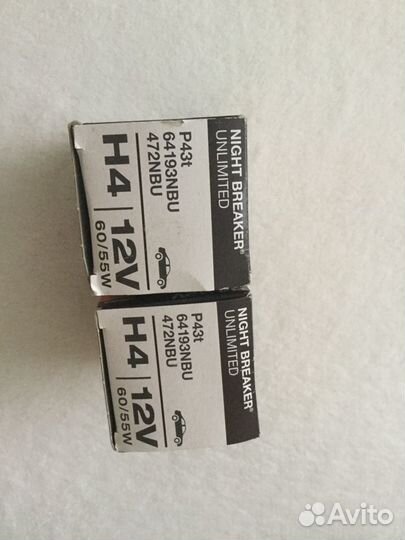 NIGHT BREAKER®
UNLIMITED
P43t
64193NBU
472NBU
H4 | 12V
60/55W
NIGHT BREAKER®
UNLIMITED
P43t
64193NBU
472NBU
H4 | 12V
60/55W
Avito